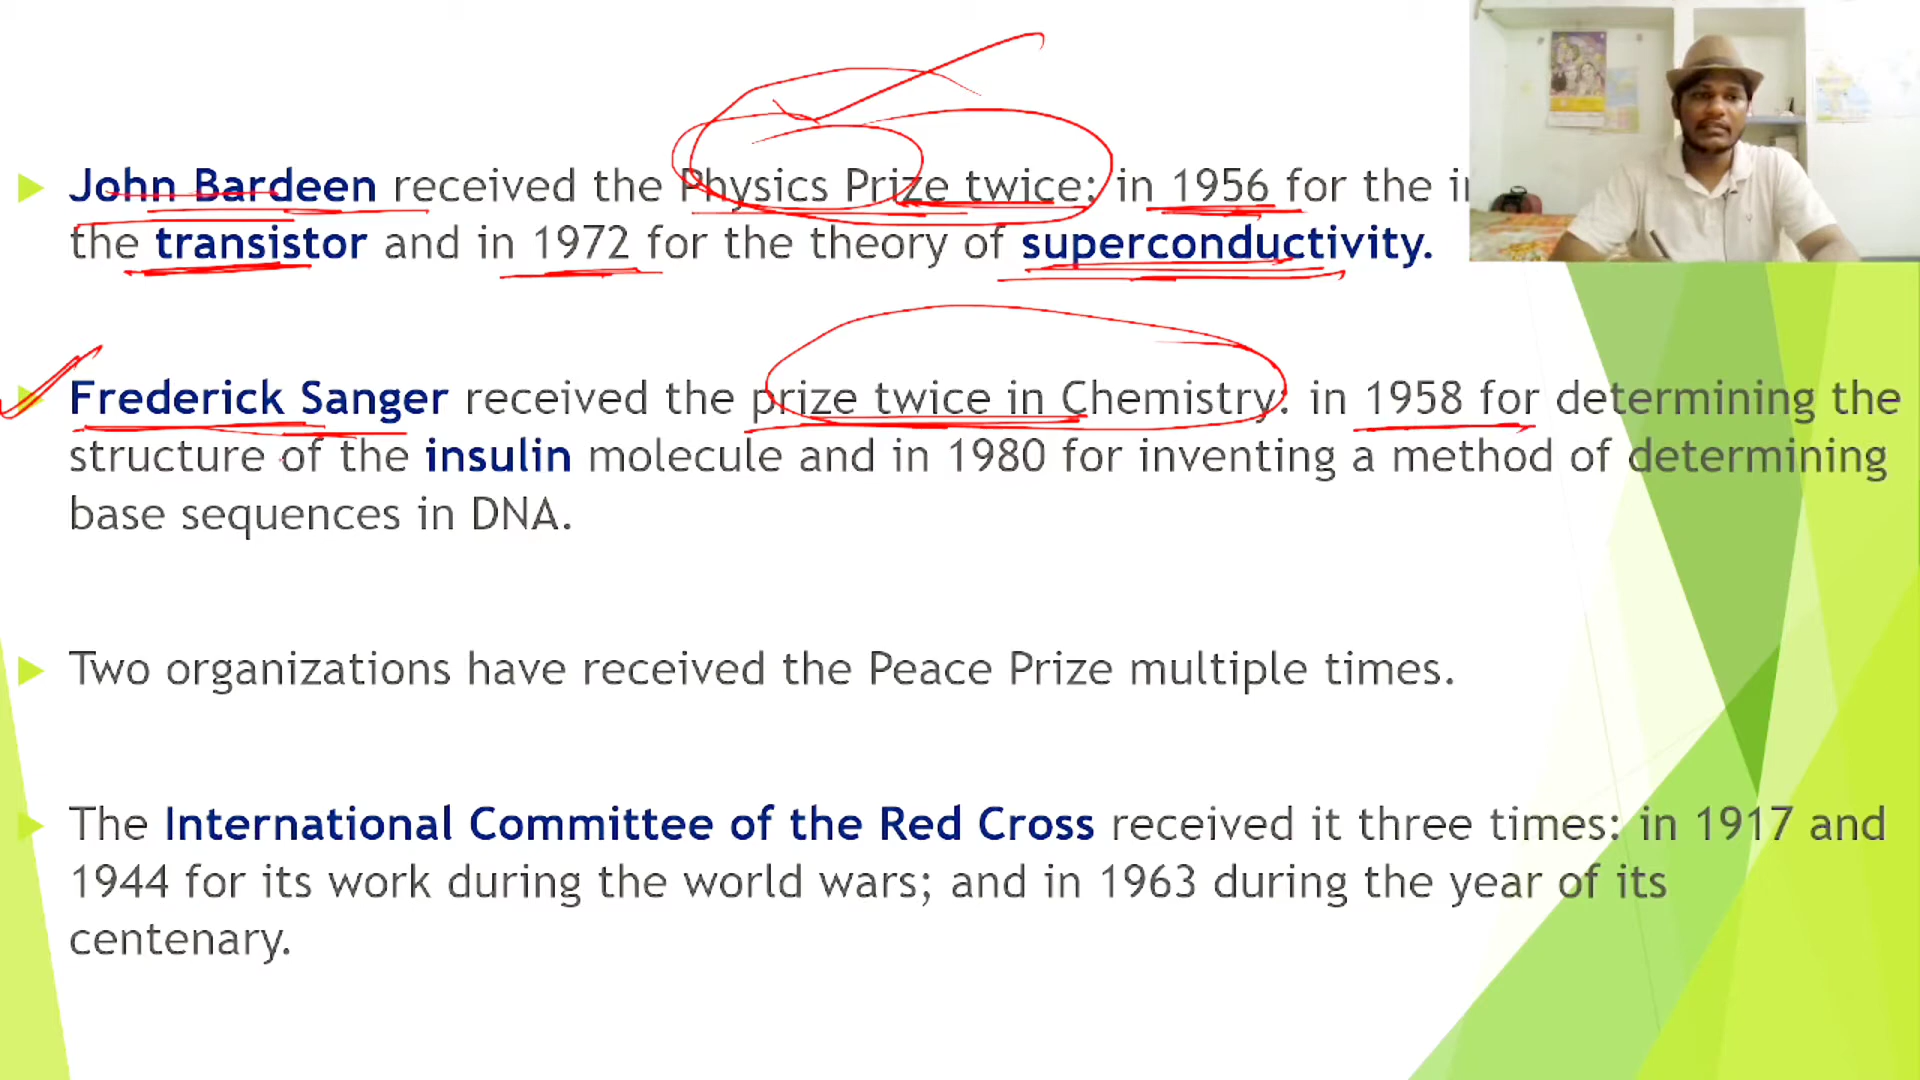 John Bardeen received the Physics Prize twice: in 1956 for the
the transistor and in 1972 for the theory of superconductivity.
Frederick Sanger received the prize twice in Chemistry: in 1958 for determining the
structure of the insulin molecule and in 1980 for inventing a method of determining
base sequences in DNA.
Two organizations have received the Peace Prize multiple times.
The International Committee of the Red Cross received it three times: in 1917 and
1944 for its work during the world wars; and in 1963 during the year of its
centenary.